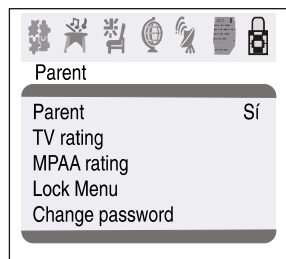 Parent
Parent Sí
TV rating
MPAA rating
Lock Menu
Change password